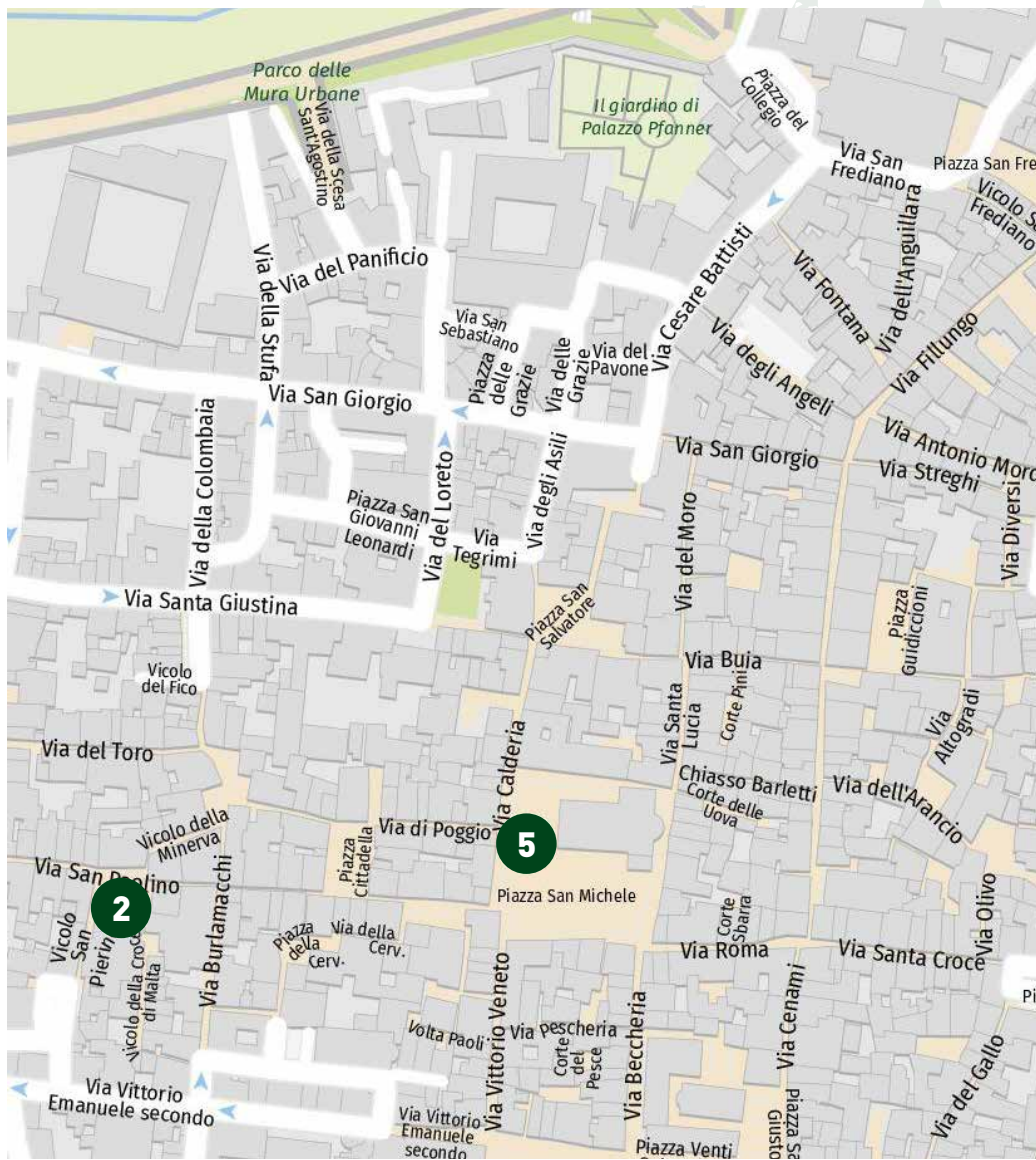 Parco delle
Mura Urbane
Il giardino di
Palazzo Pfanner
Piazza del
Collegio
Via San
Frediano
Piazza San Fre
Vicolo Sa
Frediano
Via della Scesa
Sant'Agostino
Via dell'Anguillara
Via del Panificio
Via della Stufa
Via Cesare Battisti
Via Fontana
Via San
Sebastiano
Piazza
delle
Grazie
Via delle
Grazie
Via del
Pavone
Via degli Angeli
Via Fillungo
Via San Giorgio
Via della Colombaia
Via San Giorgio
Via Antonio Mord
Via Streghi
Via Diversi
Piazza San
Giovanni
Leonardi
Via del Loreto
Via
Tegrimi
Via degli Asili
Via del Moro
Via Santa Giustina
Piazza San
Salvatore
Piazza
Guidiccioni
Vicolo
del Fico
Via Buia
Via Santa
Lucia
Corte Pini
Via
Altogradi
Via del Toro
Via Calderia
Chiasso Barletti
Corte delle
Uova
Via dell'Arancio
Vicolo della
Minerva
Via di Poggio
5
Piazza
Cittadella
Via San Paolino
2
Piazza San Michele
Vicolo
San
Pierin
Vicolo della Croce
di Malta
Via Burlamacchi
Piazza
della
Cerv.
Via della
Cerv.
Corte
Sbarra
Via Roma
Via Santa Croce
Via Olivo
Pi
Volta Paoli
Via Vittorio Veneto
Via Pescheria
Corte
del
Pesce
Via Beccheria
Via Cenami
Via del Gallo
Via Vittorio
Emanuele secondo
Via Vittorio
Emanuele
secondo
Piazza Venti
Piazza Sa
Giusto